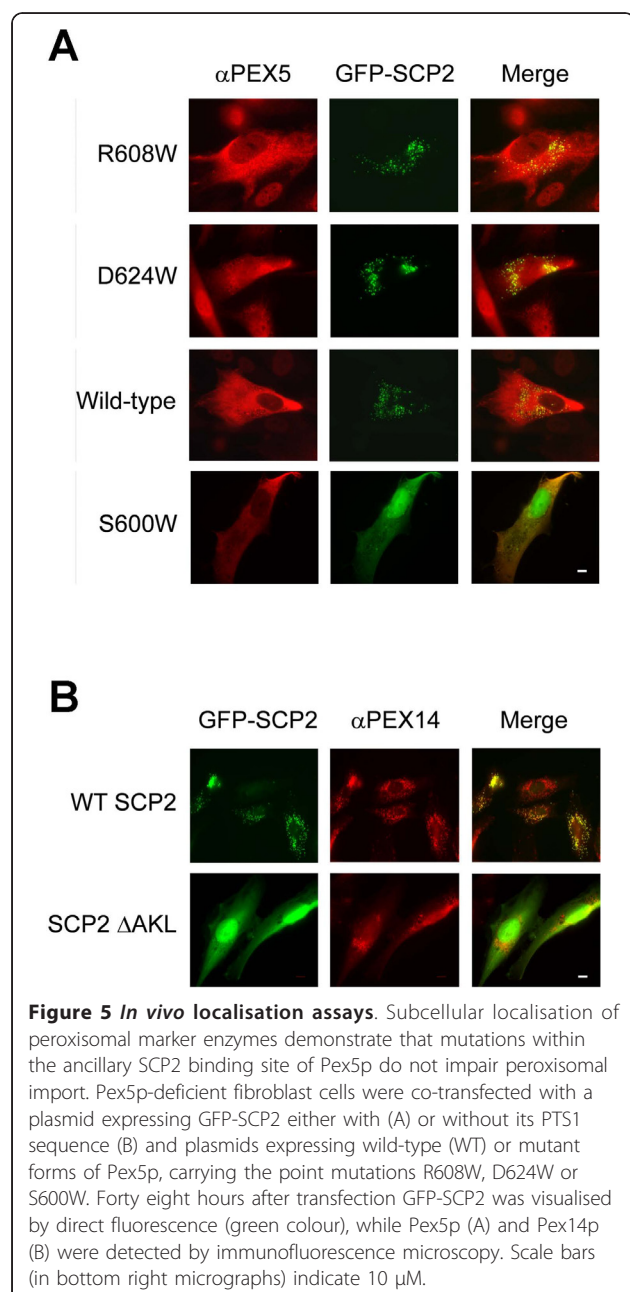 A
αPEX5 GFP-SCP2 Merge
R608W
D624W
Wild-type
S600W
B
GFP-SCP2 αPEX14 Merge
WT SCP2
SCP2 ΔAKL
Figure 5 In vivo localisation assays. Subcellular localisation of
peroxisomal marker enzymes demonstrate that mutations within
the ancillary SCP2 binding site of Pex5p do not impair peroxisomal
import. Pex5p-deficient fibroblast cells were co-transfected with a
plasmid expressing GFP-SCP2 either with (A) or without its PTS1
sequence (B) and plasmids expressing wild-type (WT) or mutant
forms of Pex5p, carrying the point mutations R608W, D624W or
S600W. Forty eight hours after transfection GFP-SCP2 was visualised
by direct fluorescence (green colour), while Pex5p (A) and Pex14p
(B) were detected by immunofluorescence microscopy. Scale bars
(in bottom right micrographs) indicate 10 μM.